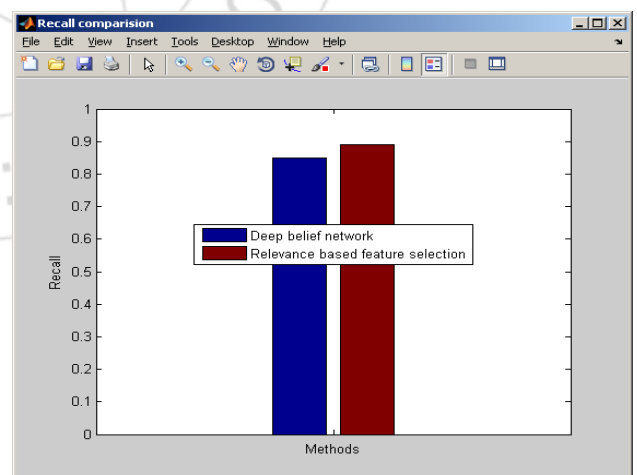 Recall comparision
File Edit View Insert Tools Desktop Window Help
1
0.9
0.8
0.7
0.6
0.5
0.4
0.3
0.2
0.1
0
Recall
Deep belief network
Relevance based feature selection
Methods